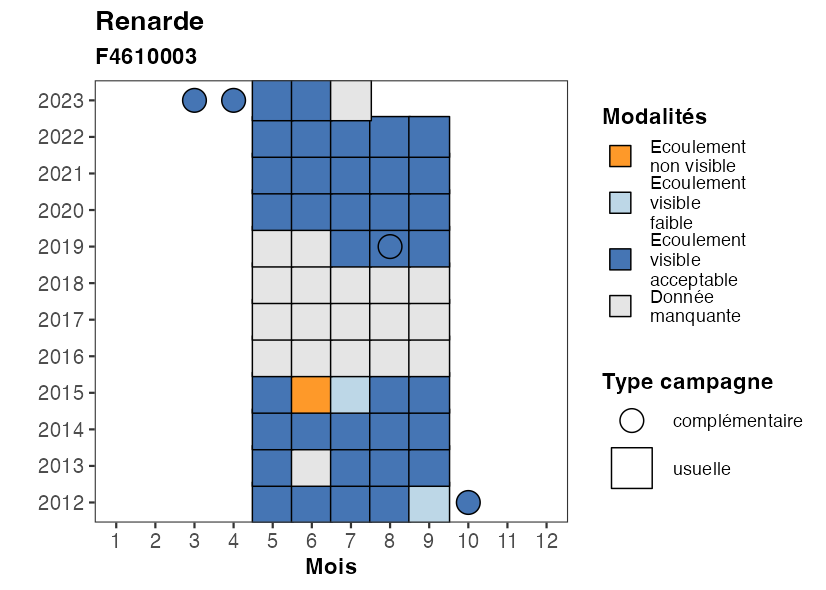 Renarde
F4610003
2023
2022
2021
2020
2019
2018
2017
2016
2015
2014
2013
2012
1 2 3 4 5 6 7 8 9 10 11 12
Mois
Modalités
Ecoulement
non visible
Ecoulement
visible
faible
Ecoulement
visible
acceptable
Donnée
manquante
Type campagne
complémentaire
usuelle